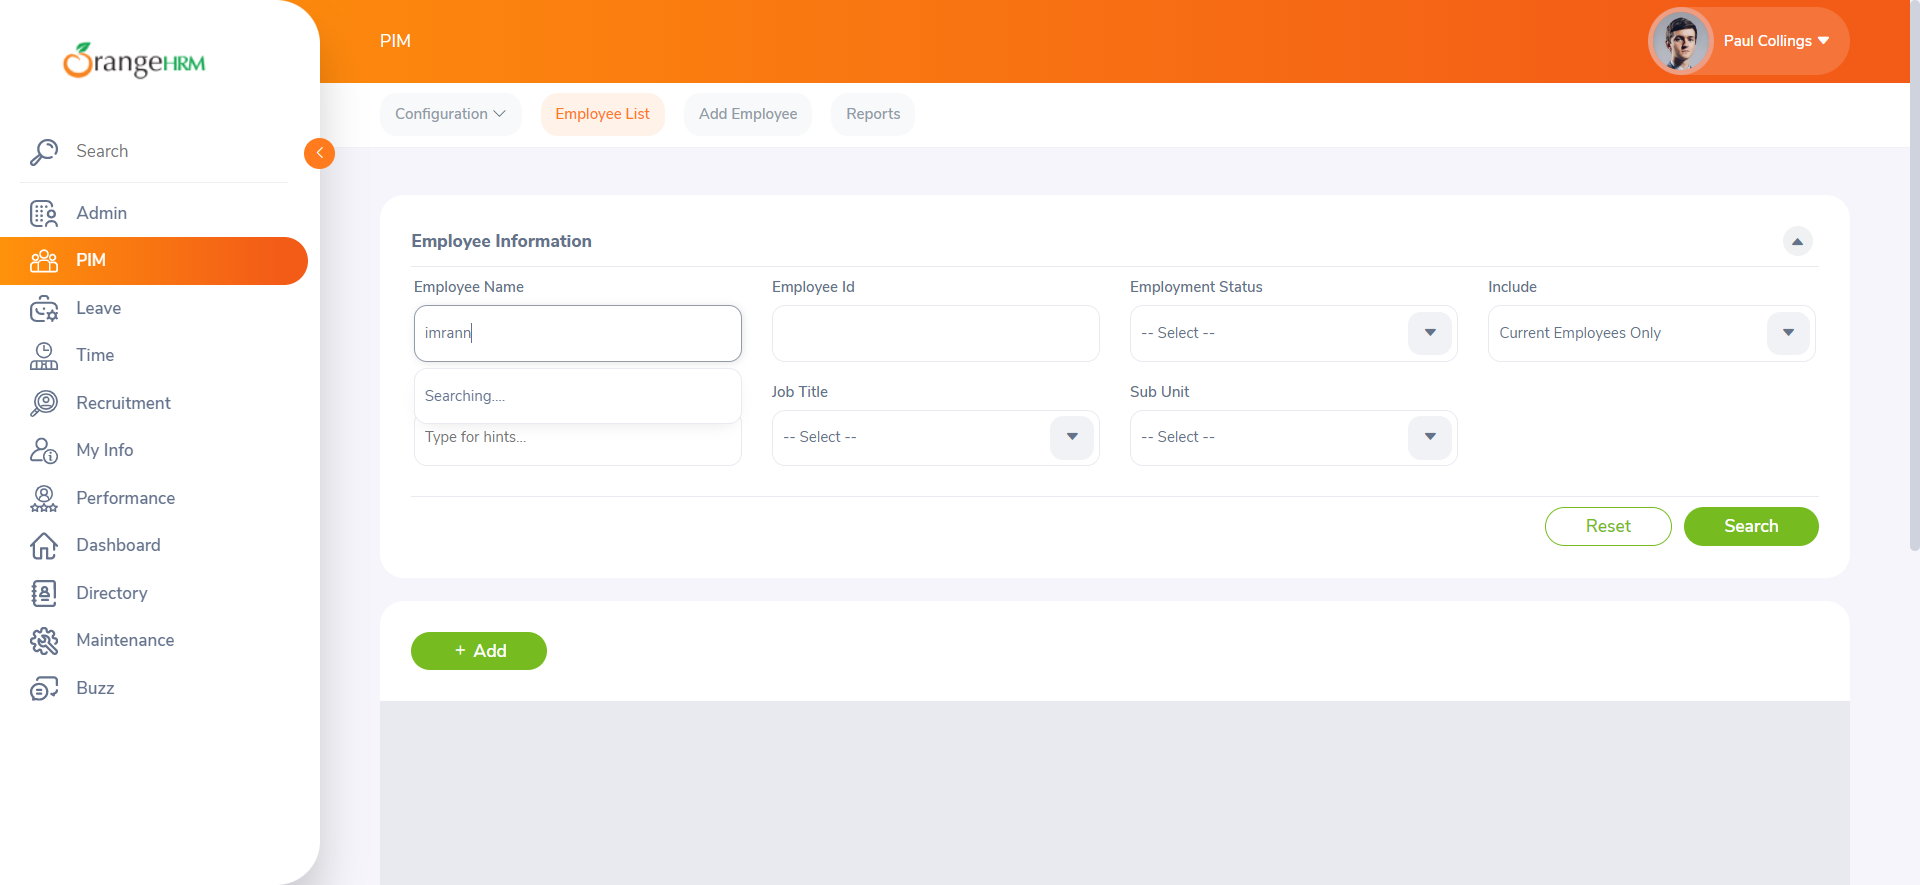 OrangeHRM
PIM
Paul Collings
Configuration
Employee List
Add Employee
Reports
Search
Admin
PIM
Leave
Time
Recruitment
My Info
Performance
Dashboard
Directory
Maintenance
Buzz
Employee Information
Employee Name
Employee Id
Employment Status
Include
imrann
-- Select --
Current Employees Only
Searching....
Job Title
Sub Unit
Type for hints...
-- Select --
-- Select --
Reset
Search
+ Add